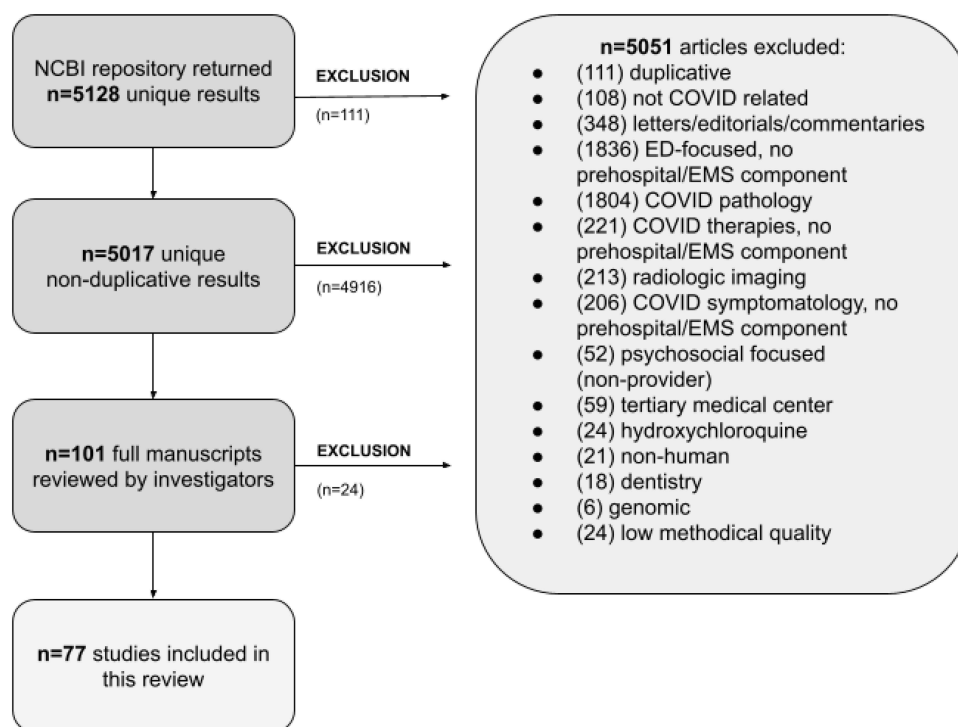 NCBI repository returned
n=5128 unique results
EXCLUSION
(n=111)
n=5017 unique
non-duplicative results
EXCLUSION
(n=4916)
n=101 full manuscripts
reviewed by investigators
EXCLUSION
(n=24)
n=77 studies included in
this review
n=5051 articles excluded:
● (111) duplicative
● (108) not COVID related
● (348) letters/editorials/commentaries
● (1836) ED-focused, no
prehospital/EMS component
● (1804) COVID pathology
● (221) COVID therapies, no
prehospital/EMS component
● (213) radiologic imaging
● (206) COVID symptomatology, no
prehospital/EMS component
● (52) psychosocial focused
(non-provider)
● (59) tertiary medical center
● (24) hydroxychloroquine
● (21) non-human
● (18) dentistry
● (6) genomic
● (24) low methodical quality